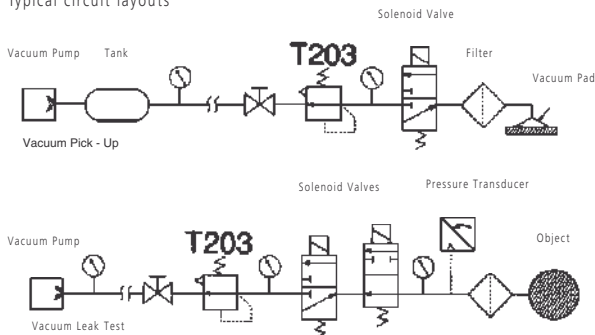 Typical circuit layouts
Solenoid Valve
Vacuum Pump Tank T203 Filter
Vacuum Pad
Vacuum Pick - Up
Solenoid Valves Pressure Transducer
Vacuum Pump T203 Object
Vacuum Leak Test